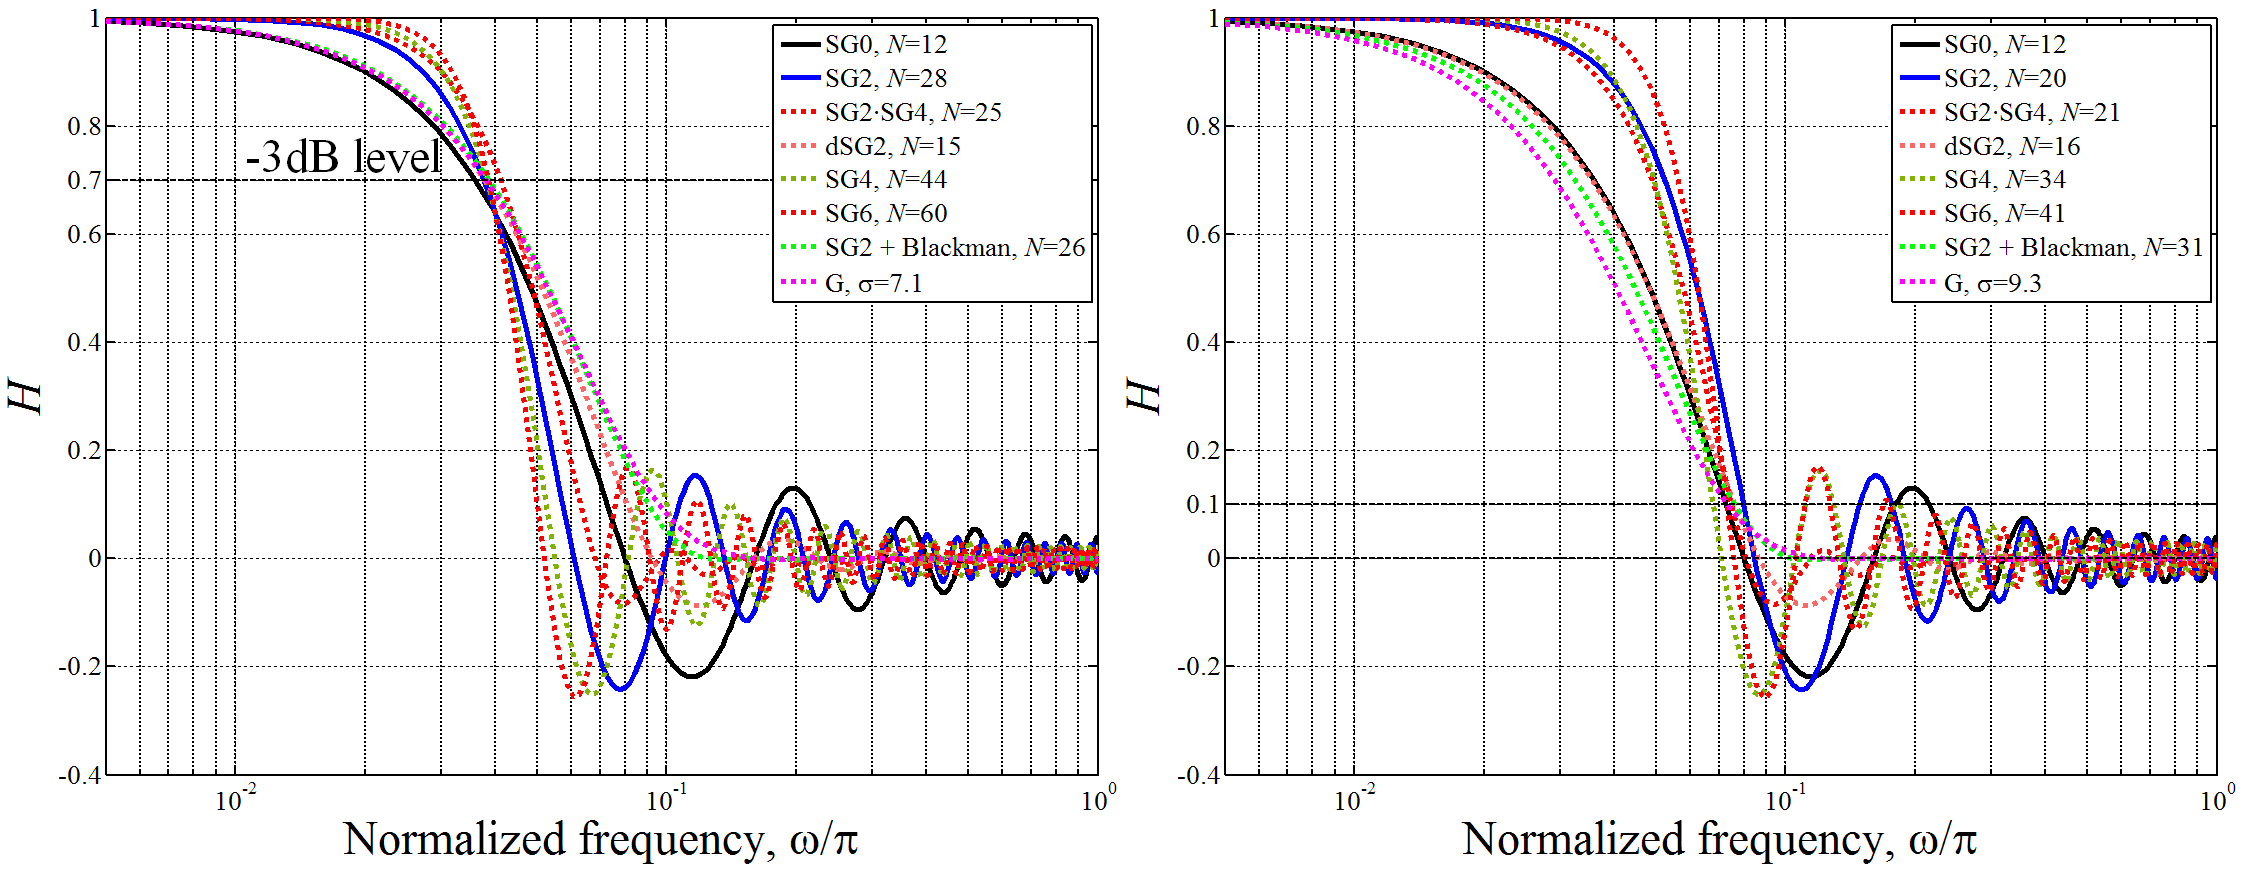 1
0.8
0.6
0.4
0.2
0
-0.2
-0.4
H
-3dB level
SG0, N=12
SG2, N=28
SG2·SG4, N=25
dSG2, N=15
SG4, N=44
SG6, N=60
SG2 + Blackman, N=26
G, σ=7.1
10⁻² 10⁻¹ 10⁰
Normalized frequency, ω/π
1
0.8
0.6
0.4
0.2
0.1
0
-0.2
-0.4
H
SG0, N=12
SG2, N=20
SG2·SG4, N=21
dSG2, N=16
SG4, N=34
SG6, N=41
SG2 + Blackman, N=31
G, σ=9.3
10⁻² 10⁻¹ 10⁰
Normalized frequency, ω/π